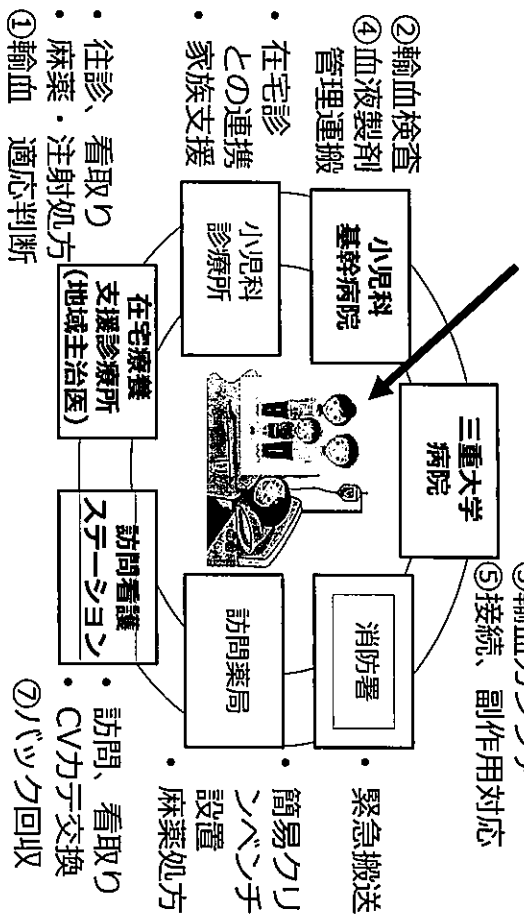 三重大学
病院
⑤接続、副作用対応
②輸血検査
④血液製剤
管理運搬
小児科
基幹病院
消防署
• 緊急搬送
• 在宅診
との連携
• 家族支援
小児科
診療所
訪問薬局
• 簡易クリ
ンベンチ
設置
• 麻薬処方
• 往診、看取り
• 麻薬・注射処方
①輸血 適応判断
在宅療養
支援診療所
(地域主治医)
訪問看護
ステーション
• 訪問、看取り
• CVカテ交換
⑦バック回収